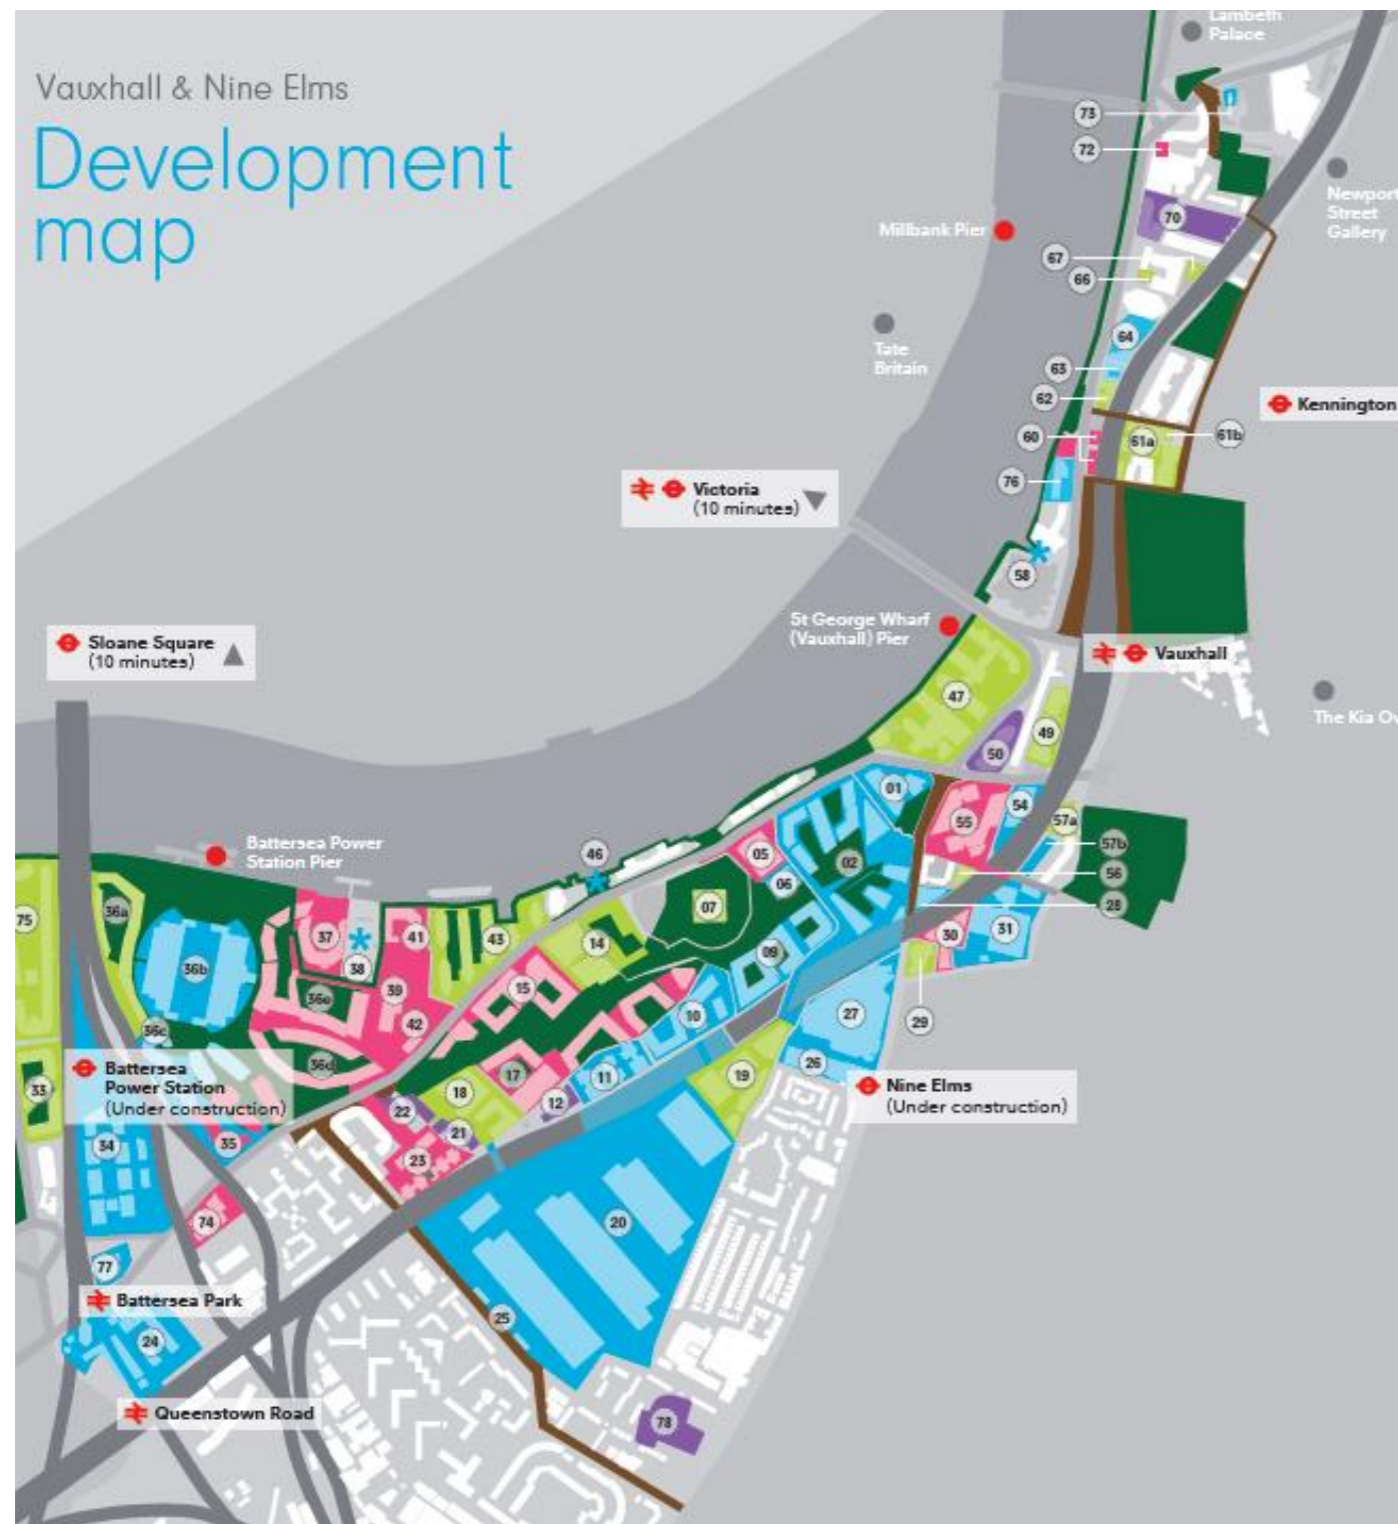 Lambeth
Palace
Vauxhall & Nine Elms
Development
map
73
72
Newport
Street
Gallery
70
Millbank Pier
67
66
Tate
Britain
64
63
62
Kennington
60
61a
61b
76
Victoria
(10 minutes)
58
St George Wharf
(Vauxhall) Pier
Sloane Square
(10 minutes)
Vauxhall
47
The Kia Ov
49
50
01
54
55
57a
Battersea Power
Station Pier
57b
46
05
02
56
06
28
07
75
36a
37
41
43
14
30
31
36b
38
09
39
15
36e
42
10
27
29
36c
36d
Battersea
Power Station
(Under construction)
26
Nine Elms
(Under construction)
33
17
11
19
18
22
12
21
34
35
23
74
20
77
Battersea Park
25
24
Queenstown Road
78